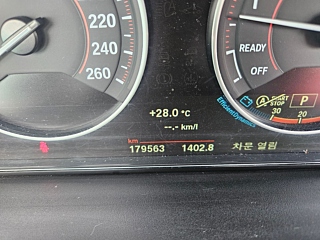 220
240
260
READY
OFF
START
STOP
P
30
20
EfficientDynamics
+28.0 °C
--.- km/l
km
179563 1402.8 차문 열림